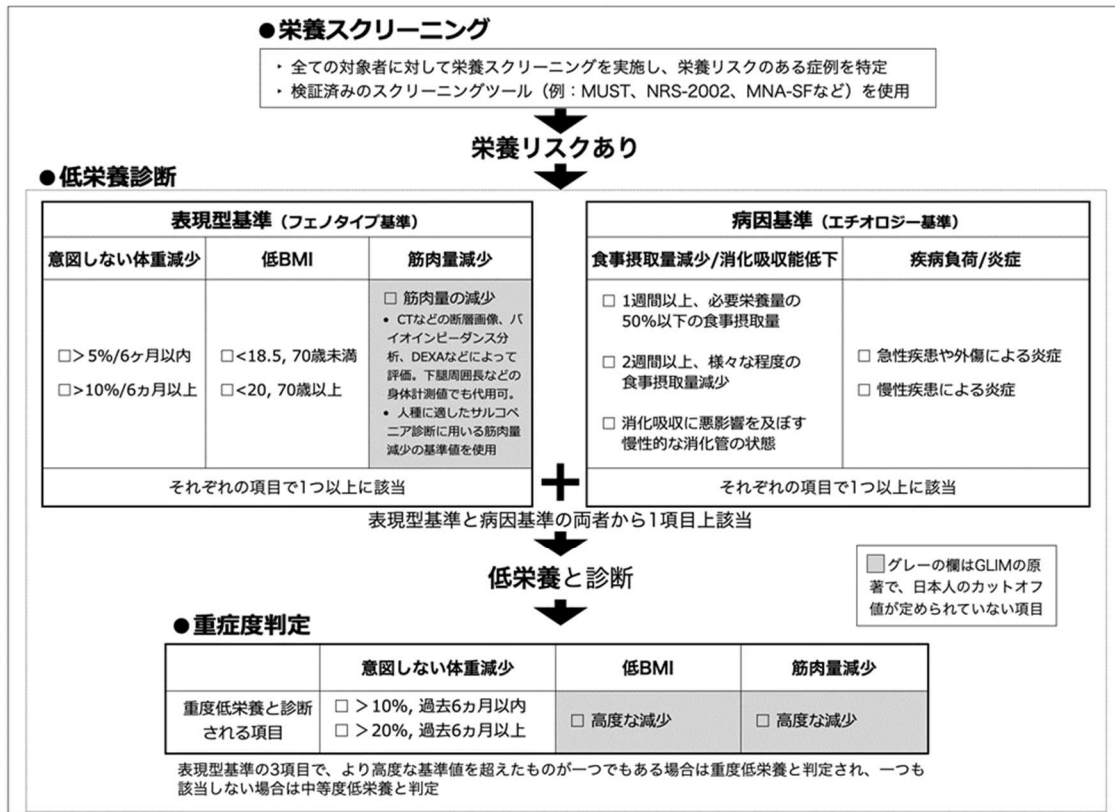 ●栄養スクリーニング
‣ 全ての対象者に対して栄養スクリーニングを実施し、栄養リスクのある症例を特定
‣ 検証済みのスクリーニングツール（例：MUST、NRS-2002、MNA-SFなど）を使用
栄養リスクあり
●低栄養診断
表現型基準（フェノタイプ基準）
意図しない体重減少
低BMI
筋肉量減少
□＞5%/6ヶ月以内
□＞10%/6ヵ月以上
□<18.5, 70歳未満
□<20, 70歳以上
□ 筋肉量の減少
• CTなどの断層画像、バ
イオインピーダンス分
析、DEXAなどによって
評価。下腿周囲長などの
身体計測値でも代用可。
• 人種に適したサルコペ
ニア診断に用いる筋肉量
減少の基準値を使用
それぞれの項目で1つ以上に該当
+
病因基準（エチオロジー基準）
食事摂取量減少/消化吸収能低下
疾病負荷/炎症
□ 1週間以上、必要栄養量の
50%以下の食事摂取量
□ 2週間以上、様々な程度の
食事摂取量減少
□ 消化吸収に悪影響を及ぼす
慢性的な消化管の状態
□ 急性疾患や外傷による炎症
□ 慢性疾患による炎症
それぞれの項目で1つ以上に該当
表現型基準と病因基準の両者から1項目上該当
低栄養と診断
グレーの欄はGLIMの原
著で、日本人のカットオフ
値が定められていない項目
●重症度判定
意図しない体重減少
低BMI
筋肉量減少
重度低栄養と診断
される項目
□ ＞10%, 過去6ヵ月以内
□ ＞20%, 過去6ヵ月以上
□ 高度な減少
□ 高度な減少
表現型基準の3項目で、より高度な基準値を超えたものが一つでもある場合は重度低栄養と判定され、一つも
該当しない場合は中等度低栄養と判定